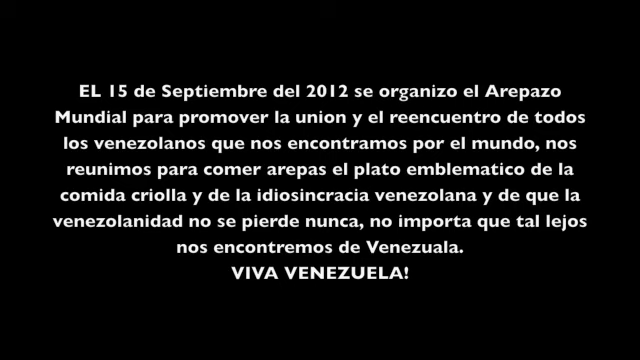 EL 15 de Septiembre del 2012 se organizo el Arepazo
Mundial para promover la union y el reencuentro de todos
los venezolanos que nos encontramos por el mundo, nos
reunimos para comer arepas el plato emblematico de la
comida criolla y de la idiosincracia venezolana y de que la
venezolanidad no se pierde nunca, no importa que tal lejos
nos encontremos de Venezuala.
VIVA VENEZUELA!